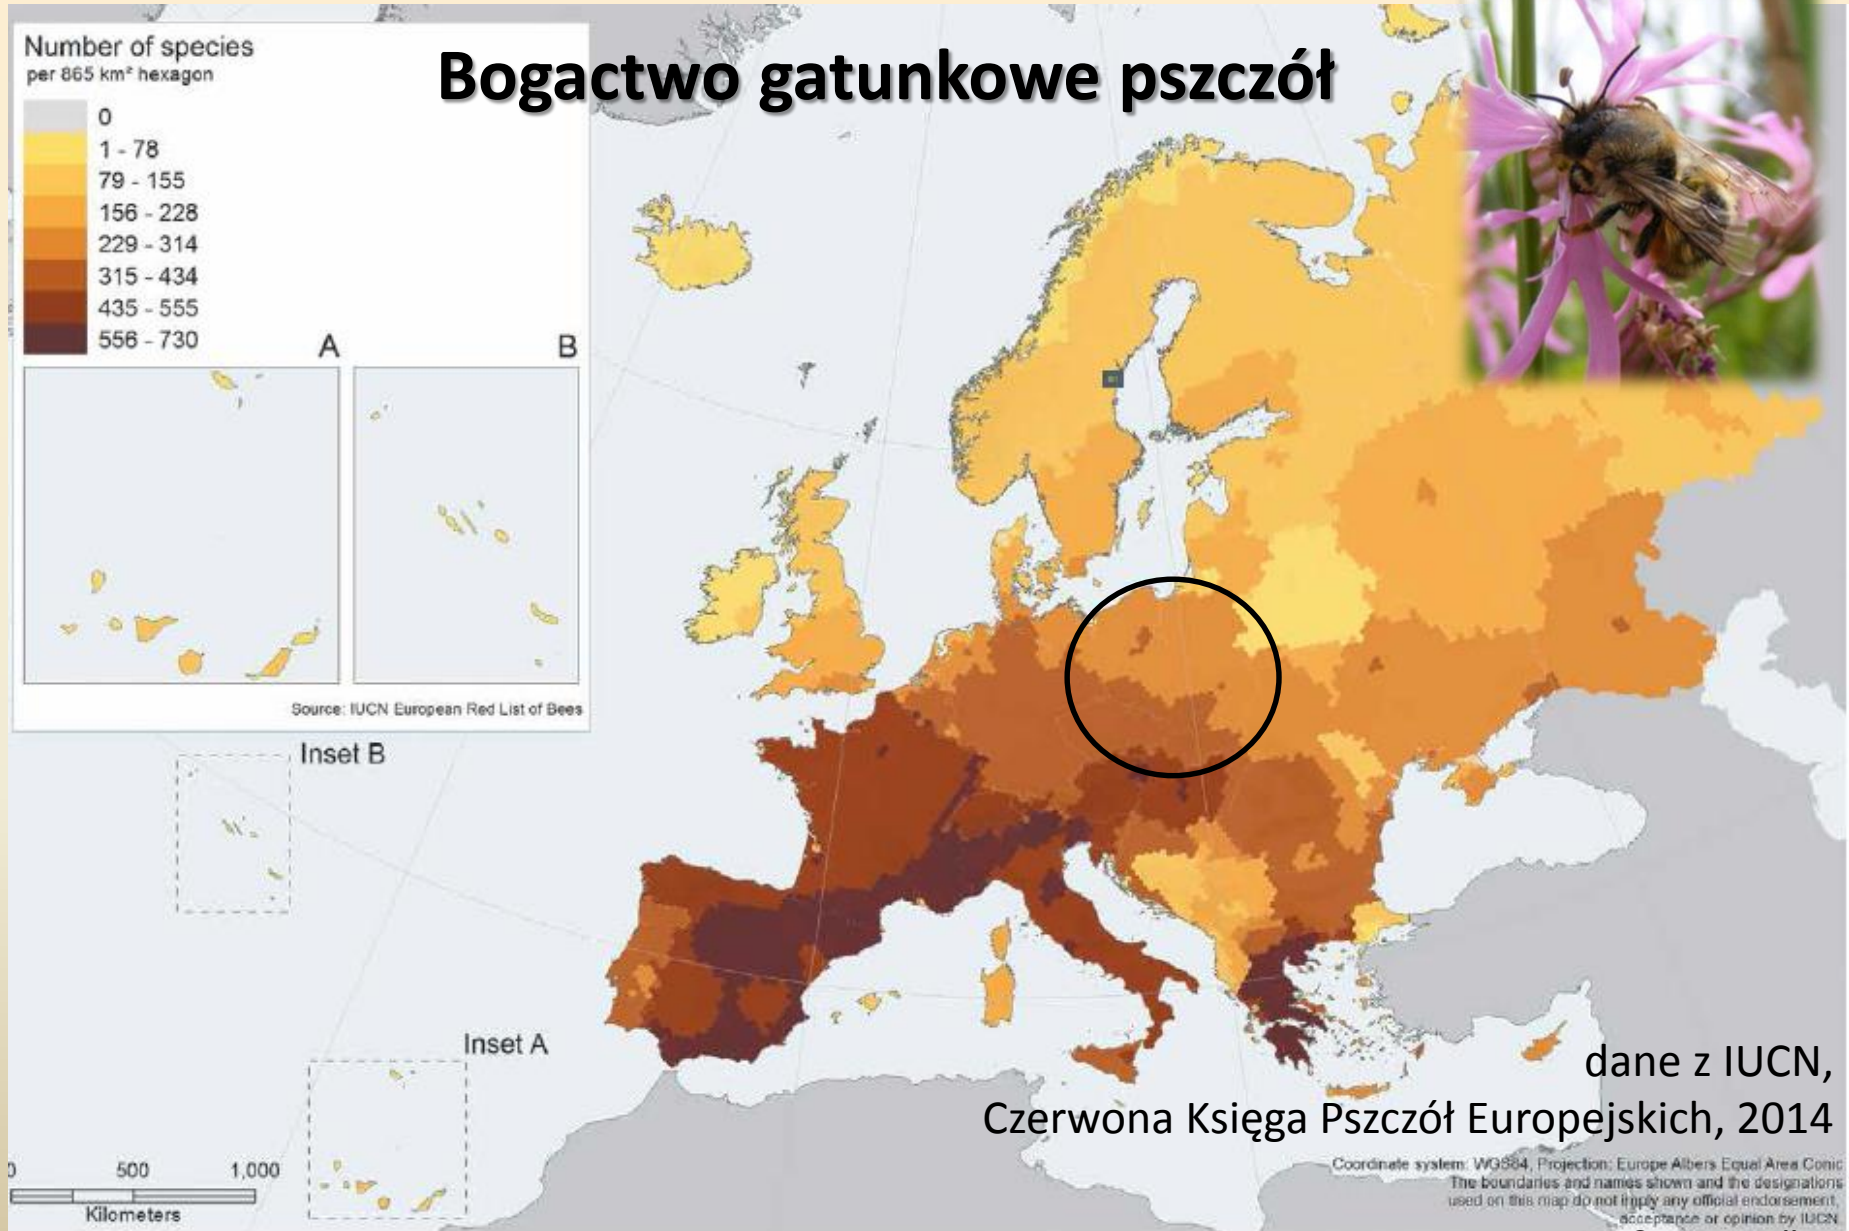 Bogactwo gatunkowe pszczół
Number of species
per 865 km² hexagon
0
1 - 78
79 - 155
156 - 228
229 - 314
315 - 434
435 - 555
556 - 730
A
B
Source: IUCN European Red List of Bees
Inset B
Inset A
dane z IUCN,
Czerwona Księga Pszczół Europejskich, 2014
0 500 1,000
Kilometers
Coordinate system: WGS84, Projection: Europe Albers Equal Area Conic
The boundaries and names shown and the designations
used on this map do not imply any official endorsement,
acceptance or opinion by IUCN